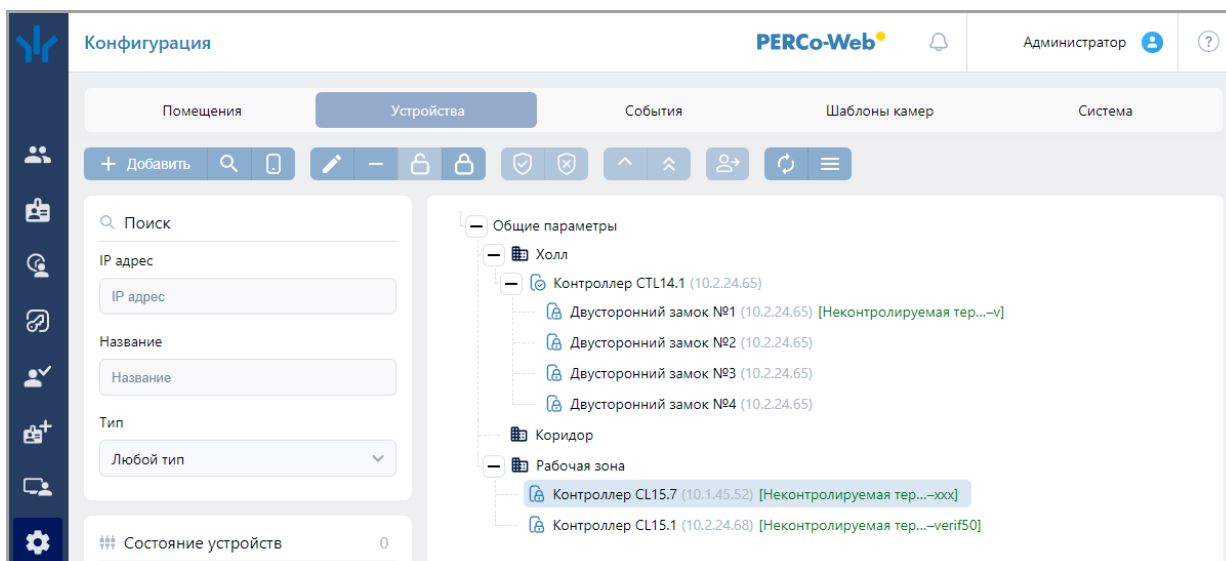 Конфигурация
PERCo-Web
Администратор
?
Помещения
Устройства
События
Шаблоны камер
Система
+ Добавить
Поиск
IP адрес
IP адрес
Название
Название
Тип
Любой тип
Состояние устройств 0
Общие параметры
Холл
Контроллер CTL14.1 (10.2.24.65)
Двусторонний замок №1 (10.2.24.65) [Неконтролируемая тер...–v]
Двусторонний замок №2 (10.2.24.65)
Двусторонний замок №3 (10.2.24.65)
Двусторонний замок №4 (10.2.24.65)
Коридор
Рабочая зона
Контроллер CL15.7 (10.1.45.52) [Неконтролируемая тер...–xxx]
Контроллер CL15.1 (10.2.24.68) [Неконтролируемая тер...–verif50]